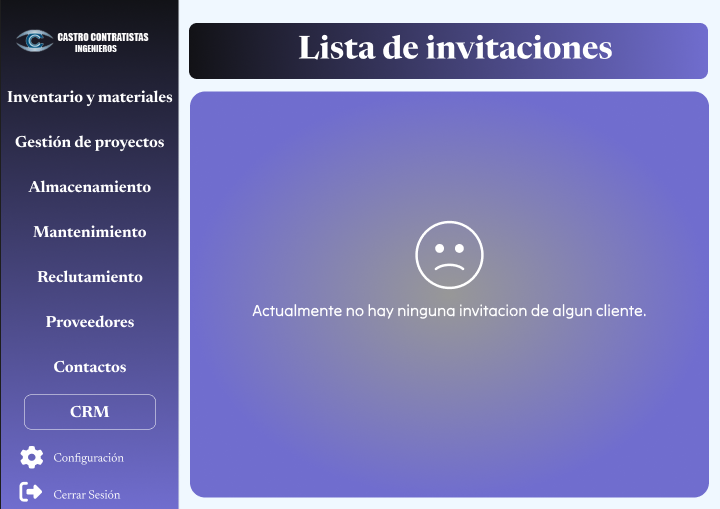 CASTRO CONTRATISTAS
INGENIEROS
Inventario y materiales
Gestión de proyectos
Almacenamiento
Mantenimiento
Reclutamiento
Proveedores
Contactos
CRM
Configuración
Cerrar Sesión
Lista de invitaciones
Actualmente no hay ninguna invitacion de algun cliente.